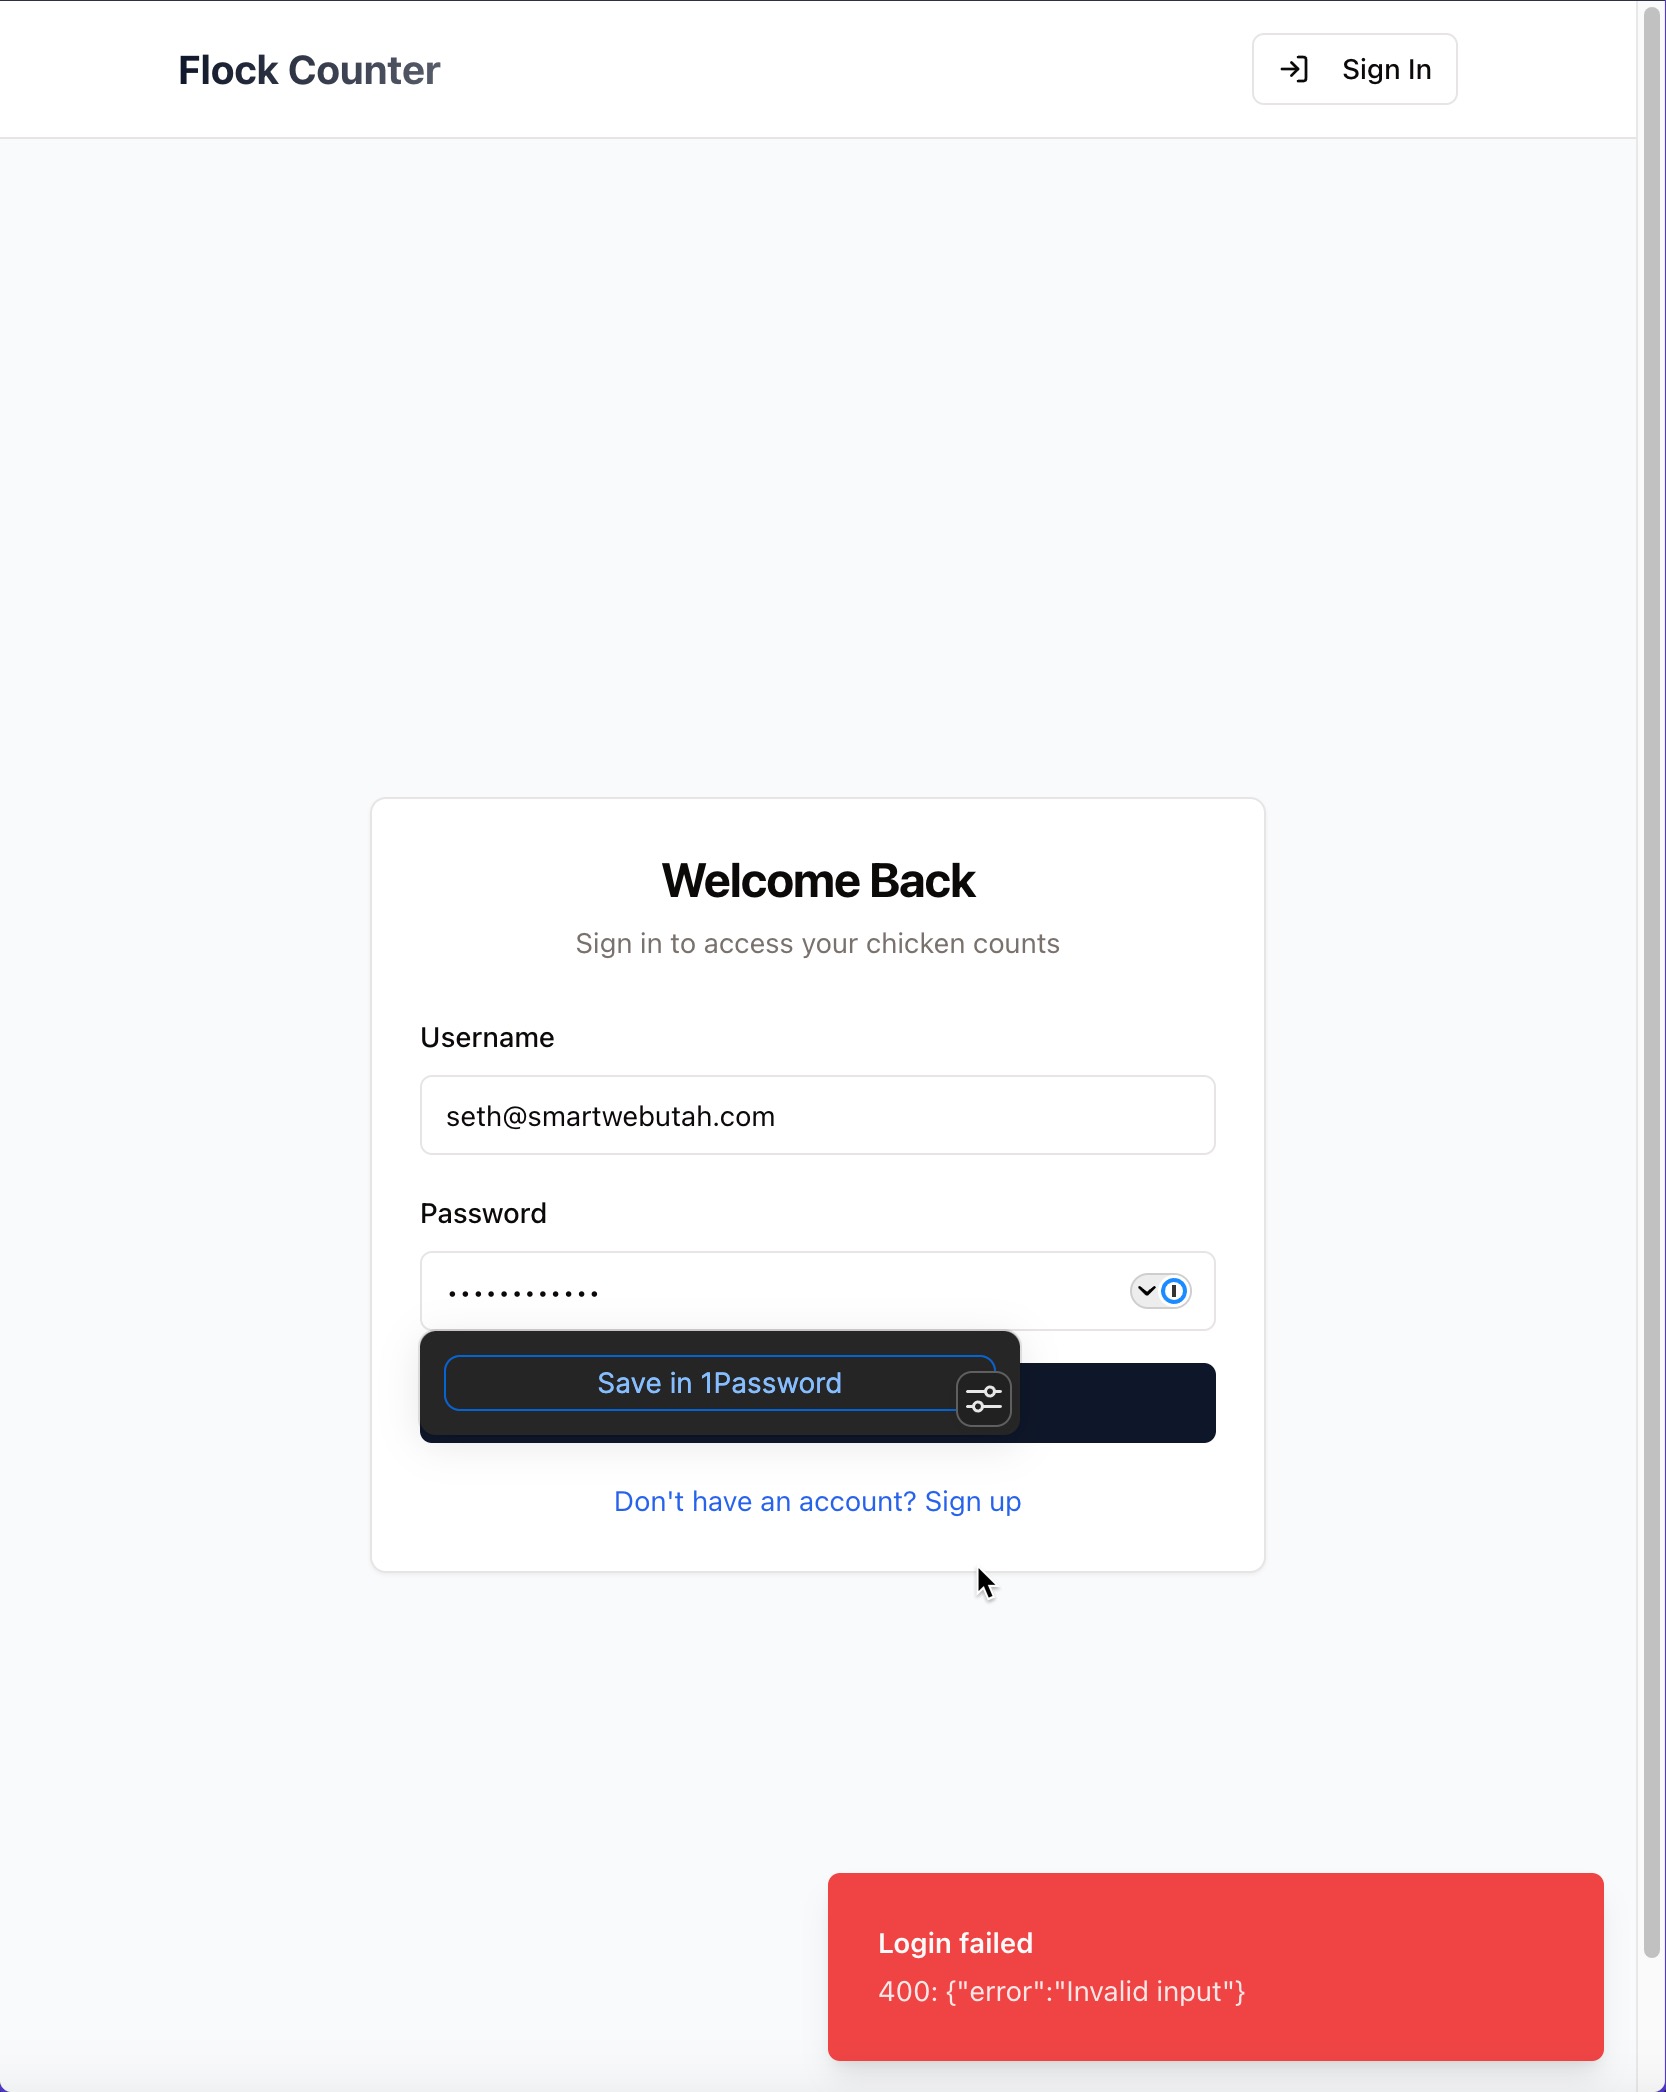 Flock Counter
Sign In
Welcome Back
Sign in to access your chicken counts
Username
seth@smartwebutah.com
Password
••••••••••••
Save in 1Password
Don't have an account? Sign up
Login failed
400: {"error":"Invalid input"}